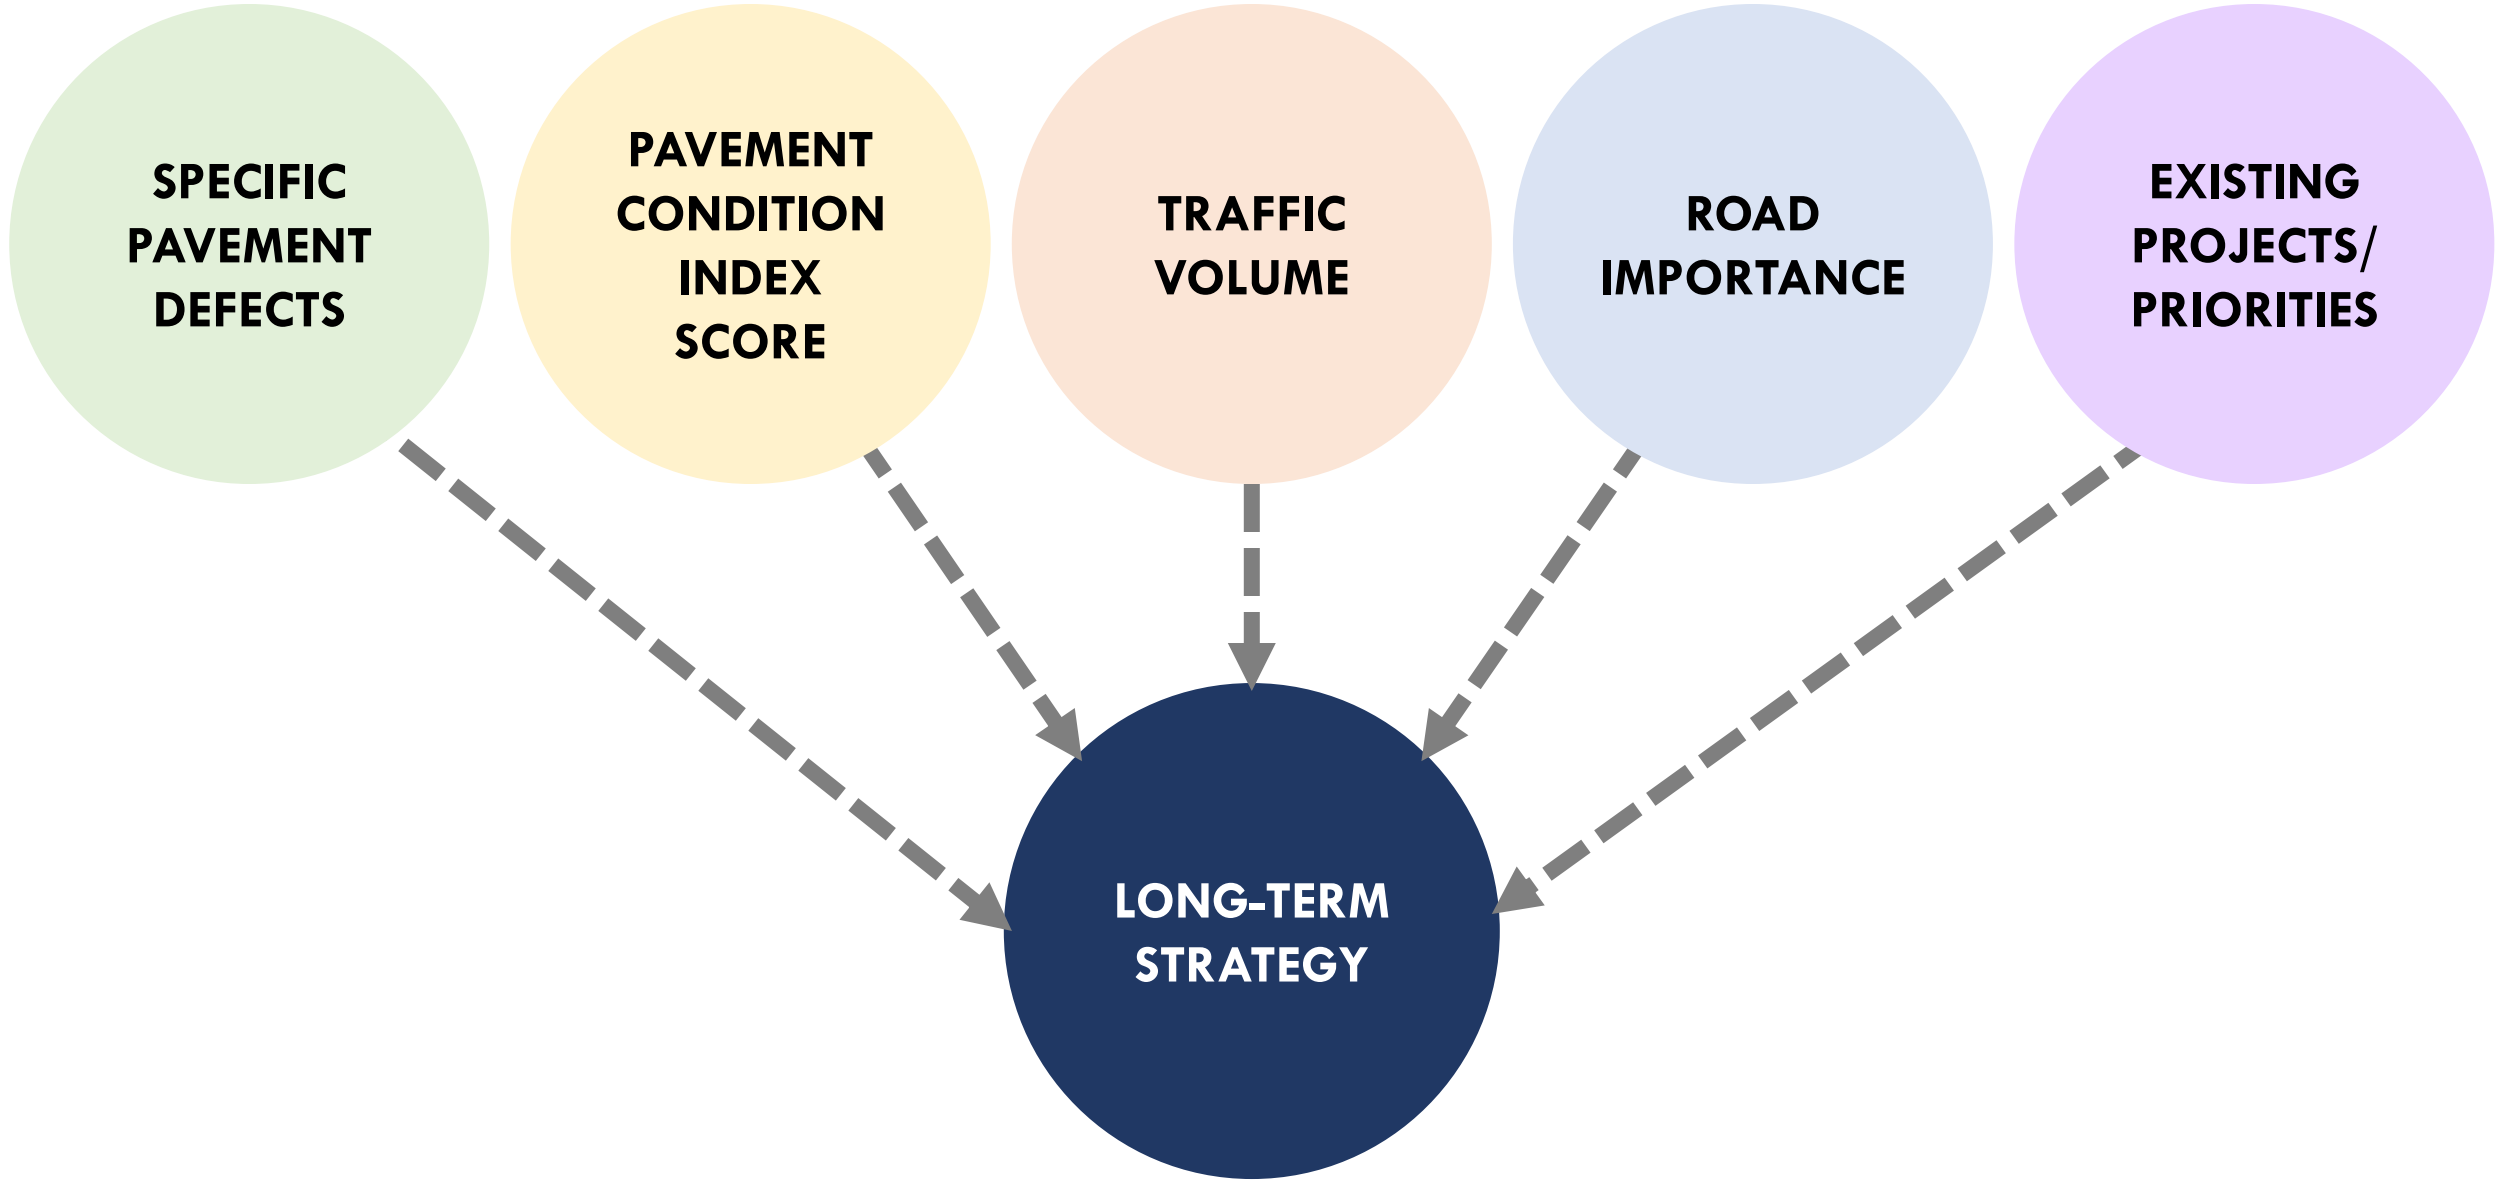 SPECIFIC
PAVEMENT
DEFECTS
PAVEMENT
CONDITION
INDEX
SCORE
TRAFFIC
VOLUME
ROAD
IMPORTANCE
EXISTING
PROJECTS/
PRIORITIES
LONG-TERM
STRATEGY